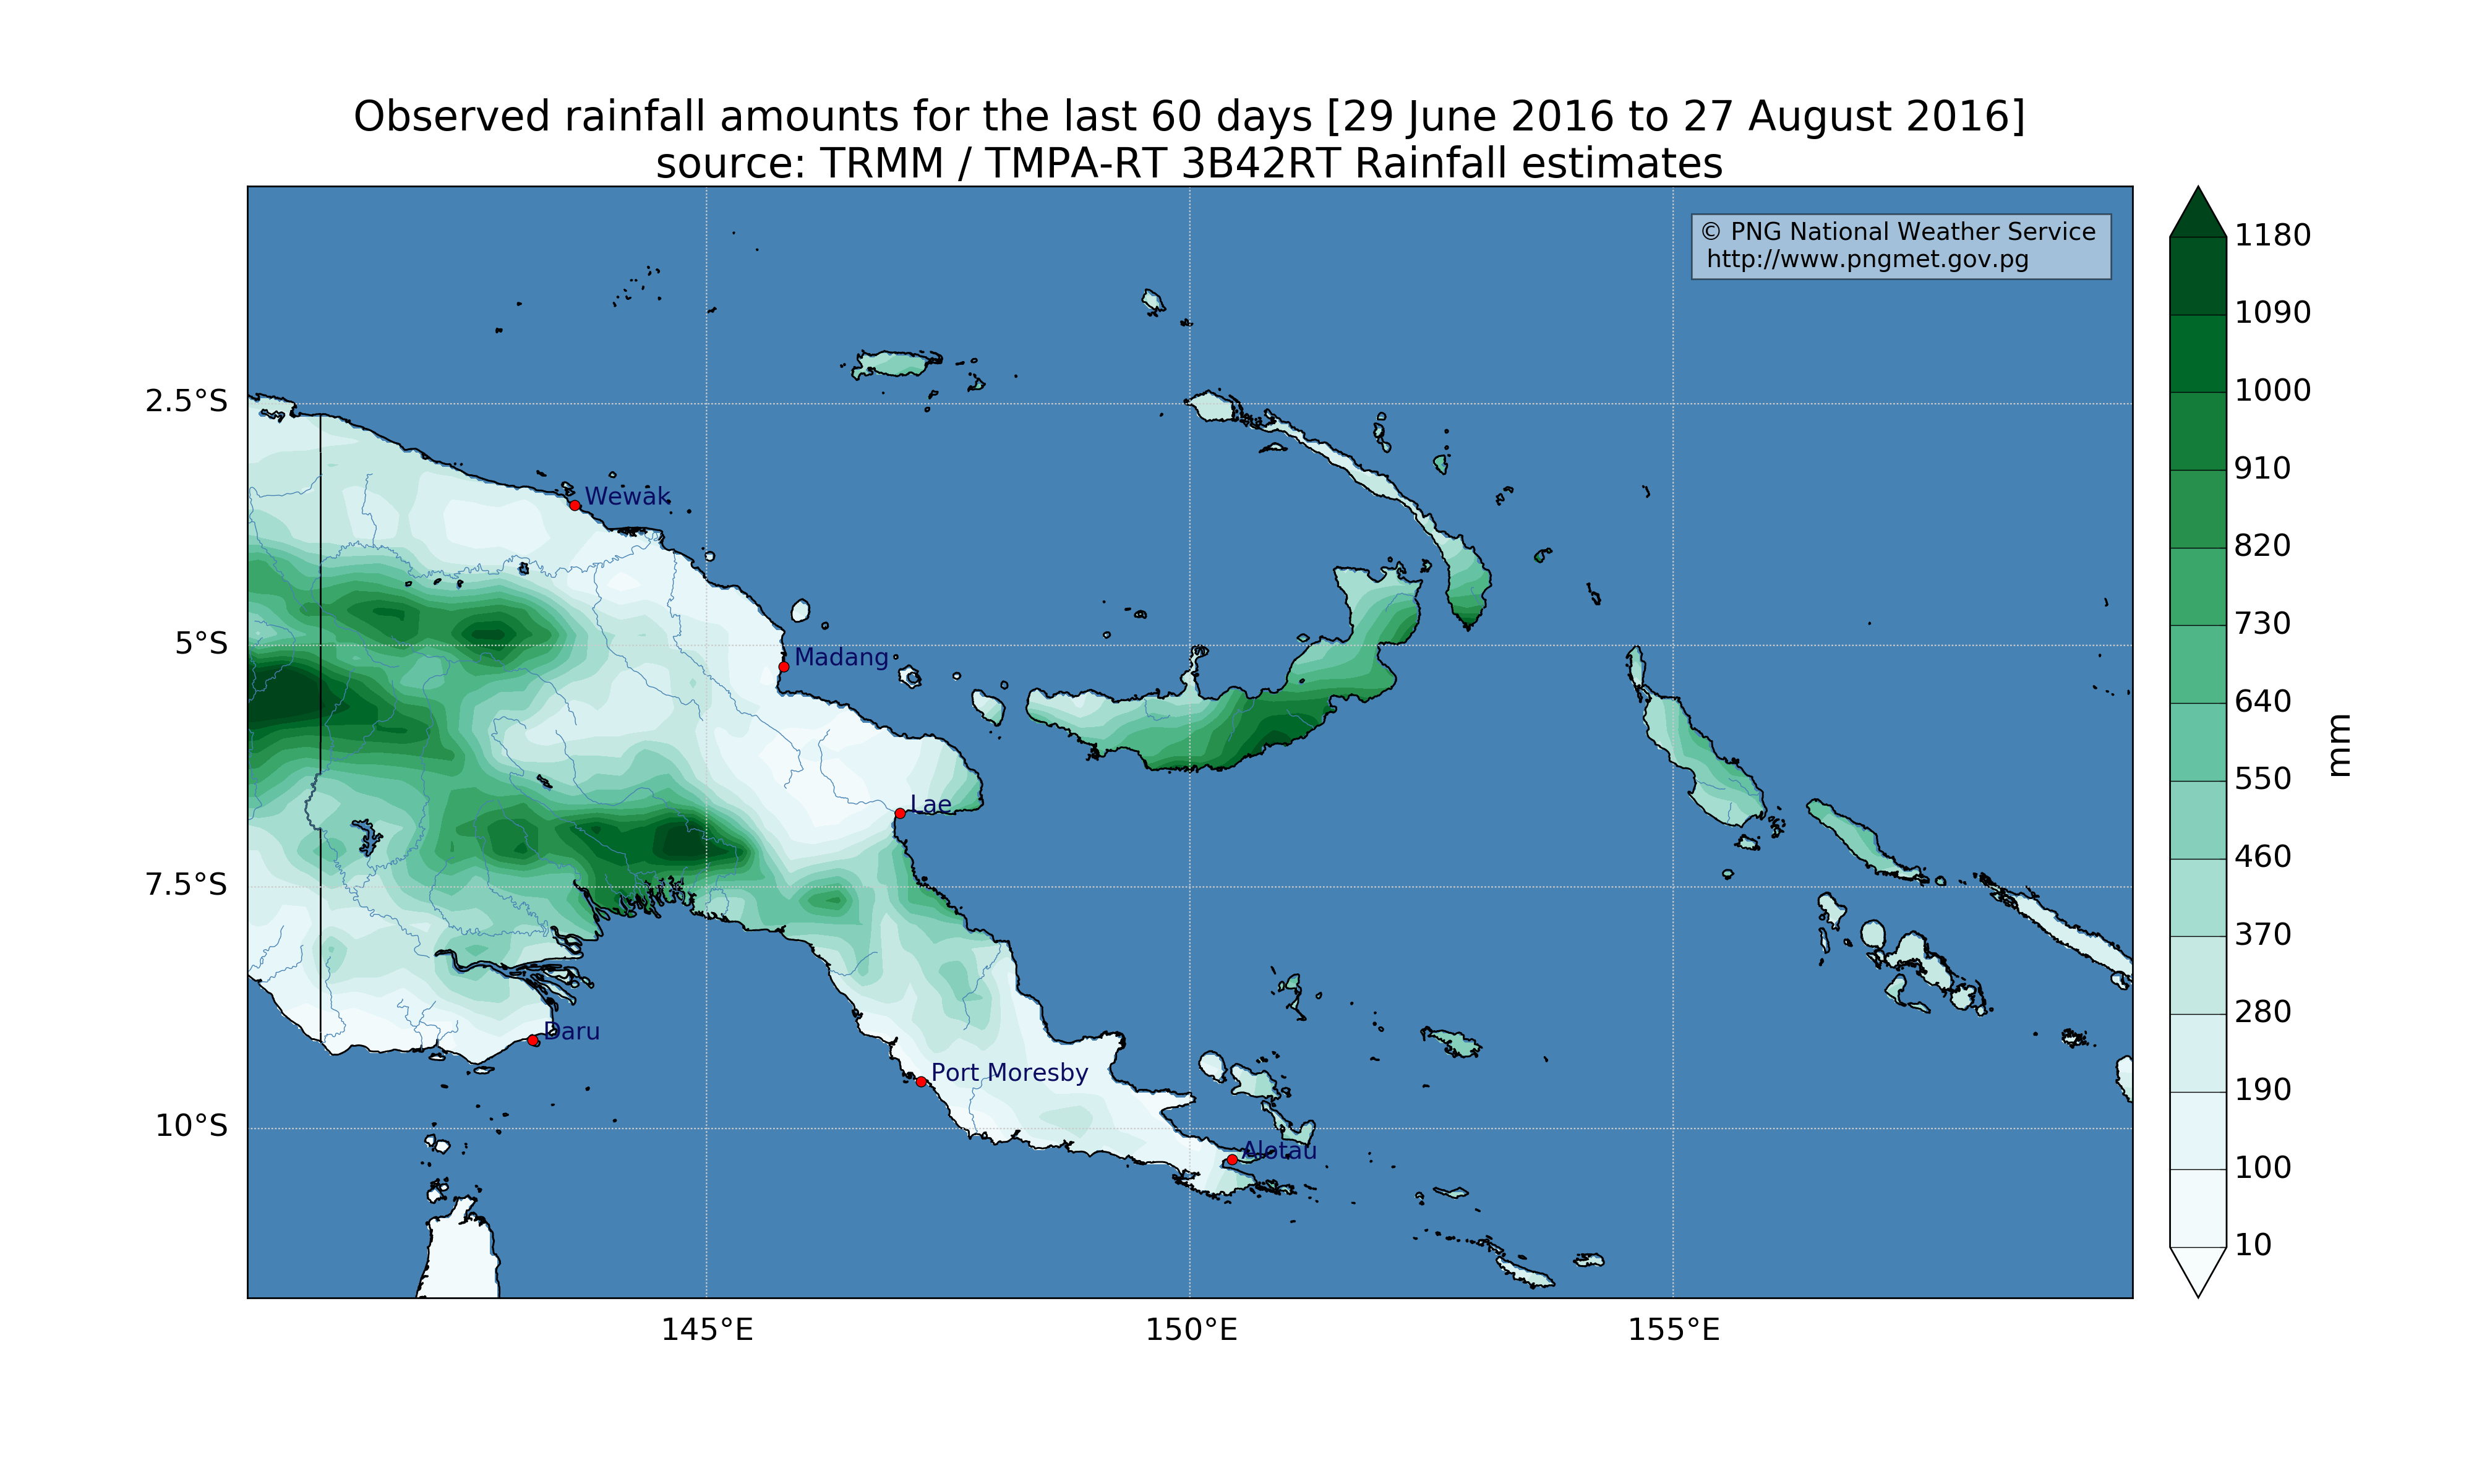 Observed rainfall amounts for the last 60 days [29 June 2016 to 27 August 2016]
source: TRMM / TMPA-RT 3B42RT Rainfall estimates
© PNG National Weather Service
http://www.pngmet.gov.pg
1180
1090
1000
910
820
730
640
550
460
370
280
190
100
10
mm
2.5°S
5°S
7.5°S
10°S
Wewak
Madang
Lae
Daru
Port Moresby
Alotau
145°E
150°E
155°E